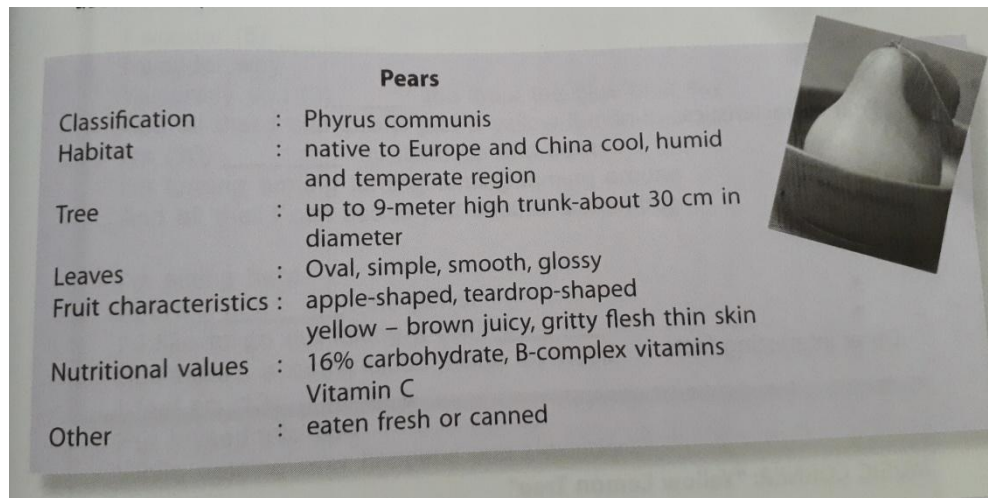 Pears
Classification : Phyrus communis
Habitat : native to Europe and China cool, humid
and temperate region
Tree : up to 9-meter high trunk-about 30 cm in
diameter
Leaves : Oval, simple, smooth, glossy
Fruit characteristics : apple-shaped, teardrop-shaped
yellow – brown juicy, gritty flesh thin skin
Nutritional values : 16% carbohydrate, B-complex vitamins
Vitamin C
Other : eaten fresh or canned